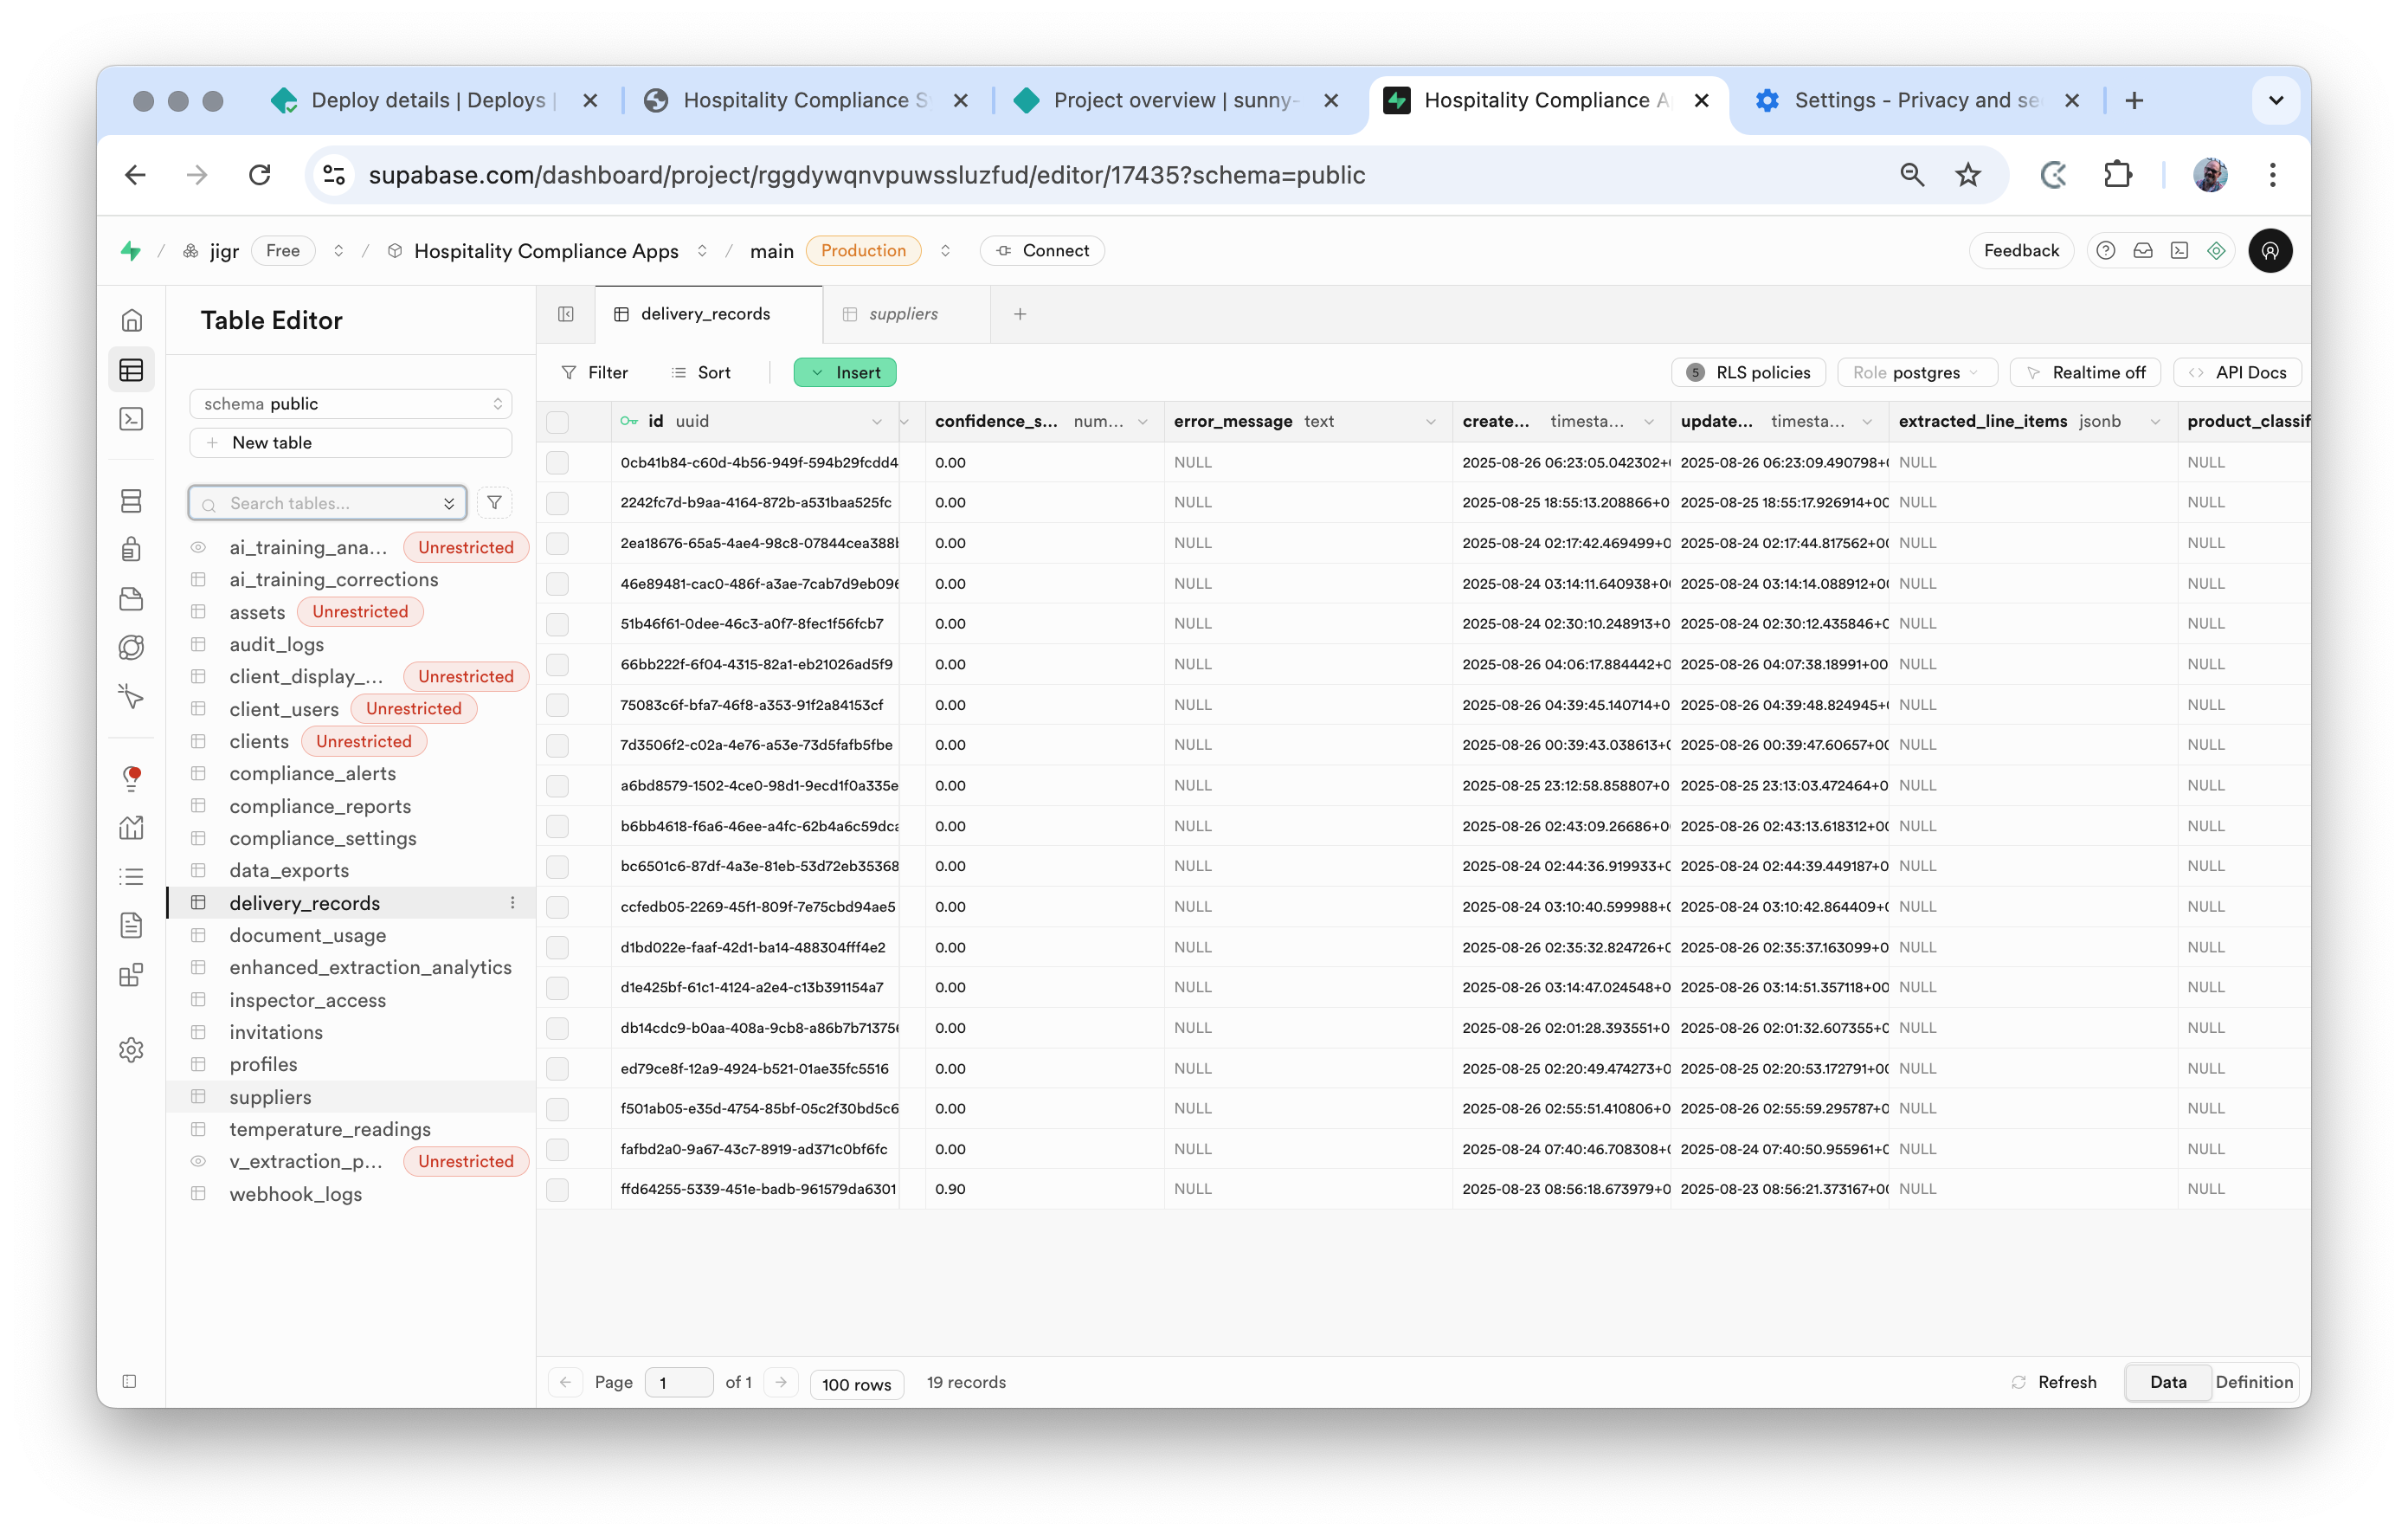 Deploy details | Deploys |
Hospitality Compliance S
Project overview | sunny-
Hospitality Compliance A
Settings - Privacy and se
supabase.com/dashboard/project/rggdywqnvpuwssluzfud/editor/17435?schema=public
/ jigr Free / Hospitality Compliance Apps / main Production Connect Feedback
Table Editor
delivery_records
suppliers
Filter Sort Insert 5 RLS policies Role postgres Realtime off API Docs
schema public
New table
Search tables...
ai_training_ana... Unrestricted
ai_training_corrections
assets Unrestricted
audit_logs
client_display_... Unrestricted
client_users Unrestricted
clients Unrestricted
compliance_alerts
compliance_reports
compliance_settings
data_exports
delivery_records
document_usage
enhanced_extraction_analytics
inspector_access
invitations
profiles
suppliers
temperature_readings
v_extraction_p... Unrestricted
webhook_logs
id uuid confidence_s... num... error_message text create... timesta... update... timesta... extracted_line_items jsonb product_classif
0cb41b84-c60d-4b56-949f-594b29fcdd4 0.00 NULL 2025-08-26 06:23:05.042302+ 2025-08-26 06:23:09.490798+ NULL NULL
2242fc7d-b9aa-4164-872b-a531baa525fc 0.00 NULL 2025-08-25 18:55:13.208866+0 2025-08-25 18:55:17.926914+00 NULL NULL
2ea18676-65a5-4ae4-98c8-07844cea388 0.00 NULL 2025-08-24 02:17:42.469499+0 2025-08-24 02:17:44.817562+0 NULL NULL
46e89481-cac0-486f-a3ae-7cab7d9eb096 0.00 NULL 2025-08-24 03:14:11.640938+0 2025-08-24 03:14:14.088912+0 NULL NULL
51b46f61-0dee-46c3-a0f7-8fec1f56fcb7 0.00 NULL 2025-08-24 02:30:10.248913+0 2025-08-24 02:30:12.435846+0 NULL NULL
66bb222f-6f04-4315-82a1-eb21026ad5f9 0.00 NULL 2025-08-26 04:06:17.884442+0 2025-08-26 04:07:38.18991+00 NULL NULL
75083c6f-bfa7-46f8-a353-91f2a84153cf 0.00 NULL 2025-08-26 04:39:45.140714+0 2025-08-26 04:39:48.824945+ NULL NULL
7d3506f2-c02a-4e76-a53e-73d5fafb5fbe 0.00 NULL 2025-08-26 00:39:43.038613+ 2025-08-26 00:39:47.60657+0 NULL NULL
a6bd8579-1502-4ce0-98d1-9ecd1f0a335e 0.00 NULL 2025-08-25 23:12:58.858807+0 2025-08-25 23:13:03.472464+0 NULL NULL
b6bb4618-f6a6-46ee-a4fc-62b4a6c59dca 0.00 NULL 2025-08-26 02:43:09.26686+0 2025-08-26 02:43:13.618312+0 NULL NULL
bc6501c6-87df-4a3e-81eb-53d72eb35368 0.00 NULL 2025-08-24 02:44:36.919933+ 2025-08-24 02:44:39.449187+0 NULL NULL
ccfedb05-2269-45f1-809f-7e75cbd94ae5 0.00 NULL 2025-08-24 03:10:40.599988+ 2025-08-24 03:10:42.864409+ NULL NULL
d1bd022e-faaf-42d1-ba14-488304fff4e2 0.00 NULL 2025-08-26 02:35:32.824726+ 2025-08-26 02:35:37.163099+0 NULL NULL
d1e425bf-61c1-4124-a2e4-c13b391154a7 0.00 NULL 2025-08-26 03:14:47.024548+0 2025-08-26 03:14:51.357118+00 NULL NULL
db14cdc9-b0aa-408a-9cb8-a86b7b71375 0.00 NULL 2025-08-26 02:01:28.393551+0 2025-08-26 02:01:32.607355+0 NULL NULL
ed79ce8f-12a9-4924-b521-01ae35fc5516 0.00 NULL 2025-08-25 02:20:49.474273+0 2025-08-25 02:20:53.172791+0 NULL NULL
f501ab05-e35d-4754-85bf-05c2f30bd5c6 0.00 NULL 2025-08-26 02:55:51.410806+0 2025-08-26 02:55:59.295787+0 NULL NULL
fafbd2a0-9a67-43c7-8919-ad371c0bf6fc 0.00 NULL 2025-08-24 07:40:46.708308+ 2025-08-24 07:40:50.955961+ NULL NULL
ffd64255-5339-451e-badb-961579da6301 0.90 NULL 2025-08-23 08:56:18.673979+0 2025-08-23 08:56:21.373167+0 NULL NULL
Page 1 of 1 100 rows 19 records Refresh Data Definition